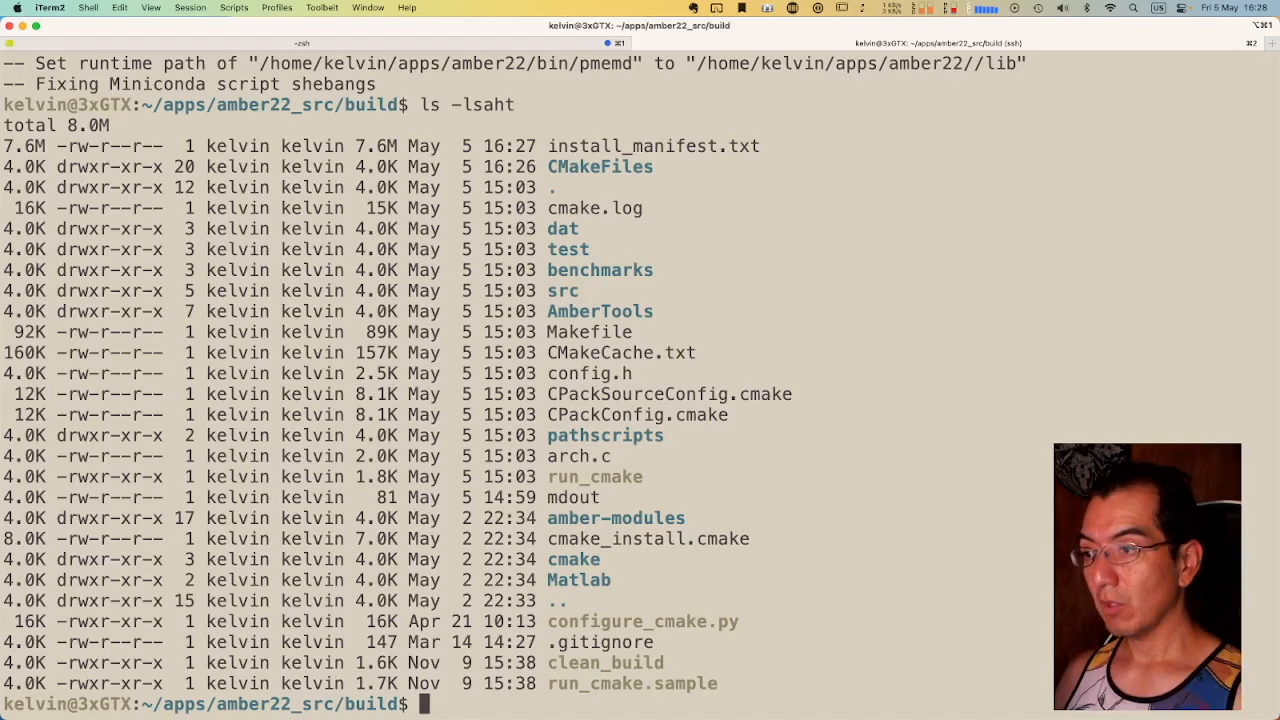 iTerm2 Shell Edit View Session Scripts Profiles Toolbelt Window Help Fri 5 May 16:28
kelvin@3xGTX: ~/apps/amber22_src/build
-zsh ⌘1 kelvin@3xGTX: ~/apps/amber22_src/build (ssh) ⌘2
-- Set runtime path of "/home/kelvin/apps/amber22/bin/pmemd" to "/home/kelvin/apps/amber22//lib"
-- Fixing Miniconda script shebangs
kelvin@3xGTX:~/apps/amber22_src/build$ ls -lsaht
total 8.0M
7.6M -rw-r--r-- 1 kelvin kelvin 7.6M May 5 16:27 install_manifest.txt
4.0K drwxr-xr-x 20 kelvin kelvin 4.0K May 5 16:26 CMakeFiles
4.0K drwxr-xr-x 12 kelvin kelvin 4.0K May 5 15:03 .
16K -rw-r--r-- 1 kelvin kelvin 15K May 5 15:03 cmake.log
4.0K drwxr-xr-x 3 kelvin kelvin 4.0K May 5 15:03 dat
4.0K drwxr-xr-x 3 kelvin kelvin 4.0K May 5 15:03 test
4.0K drwxr-xr-x 3 kelvin kelvin 4.0K May 5 15:03 benchmarks
4.0K drwxr-xr-x 5 kelvin kelvin 4.0K May 5 15:03 src
4.0K drwxr-xr-x 7 kelvin kelvin 4.0K May 5 15:03 AmberTools
92K -rw-r--r-- 1 kelvin kelvin 89K May 5 15:03 Makefile
160K -rw-r--r-- 1 kelvin kelvin 157K May 5 15:03 CMakeCache.txt
4.0K -rw-r--r-- 1 kelvin kelvin 2.5K May 5 15:03 config.h
12K -rw-r--r-- 1 kelvin kelvin 8.1K May 5 15:03 CPackSourceConfig.cmake
12K -rw-r--r-- 1 kelvin kelvin 8.1K May 5 15:03 CPackConfig.cmake
4.0K drwxr-xr-x 2 kelvin kelvin 4.0K May 5 15:03 pathscripts
4.0K -rw-r--r-- 1 kelvin kelvin 2.0K May 5 15:03 arch.c
4.0K -rwxr-xr-x 1 kelvin kelvin 1.8K May 5 15:03 run_cmake
4.0K -rw-r--r-- 1 kelvin kelvin 81 May 5 14:59 mdout
4.0K drwxr-xr-x 17 kelvin kelvin 4.0K May 2 22:34 amber-modules
8.0K -rw-r--r-- 1 kelvin kelvin 7.0K May 2 22:34 cmake_install.cmake
4.0K drwxr-xr-x 3 kelvin kelvin 4.0K May 2 22:34 cmake
4.0K drwxr-xr-x 2 kelvin kelvin 4.0K May 2 22:34 Matlab
4.0K drwxr-xr-x 15 kelvin kelvin 4.0K May 2 22:33 ..
16K -rwxr-xr-x 1 kelvin kelvin 16K Apr 21 10:13 configure_cmake.py
4.0K -rw-r--r-- 1 kelvin kelvin 147 Mar 14 14:27 .gitignore
4.0K -rwxr-xr-x 1 kelvin kelvin 1.6K Nov 9 15:38 clean_build
4.0K -rwxr-xr-x 1 kelvin kelvin 1.7K Nov 9 15:38 run_cmake.sample
kelvin@3xGTX:~/apps/amber22_src/build$